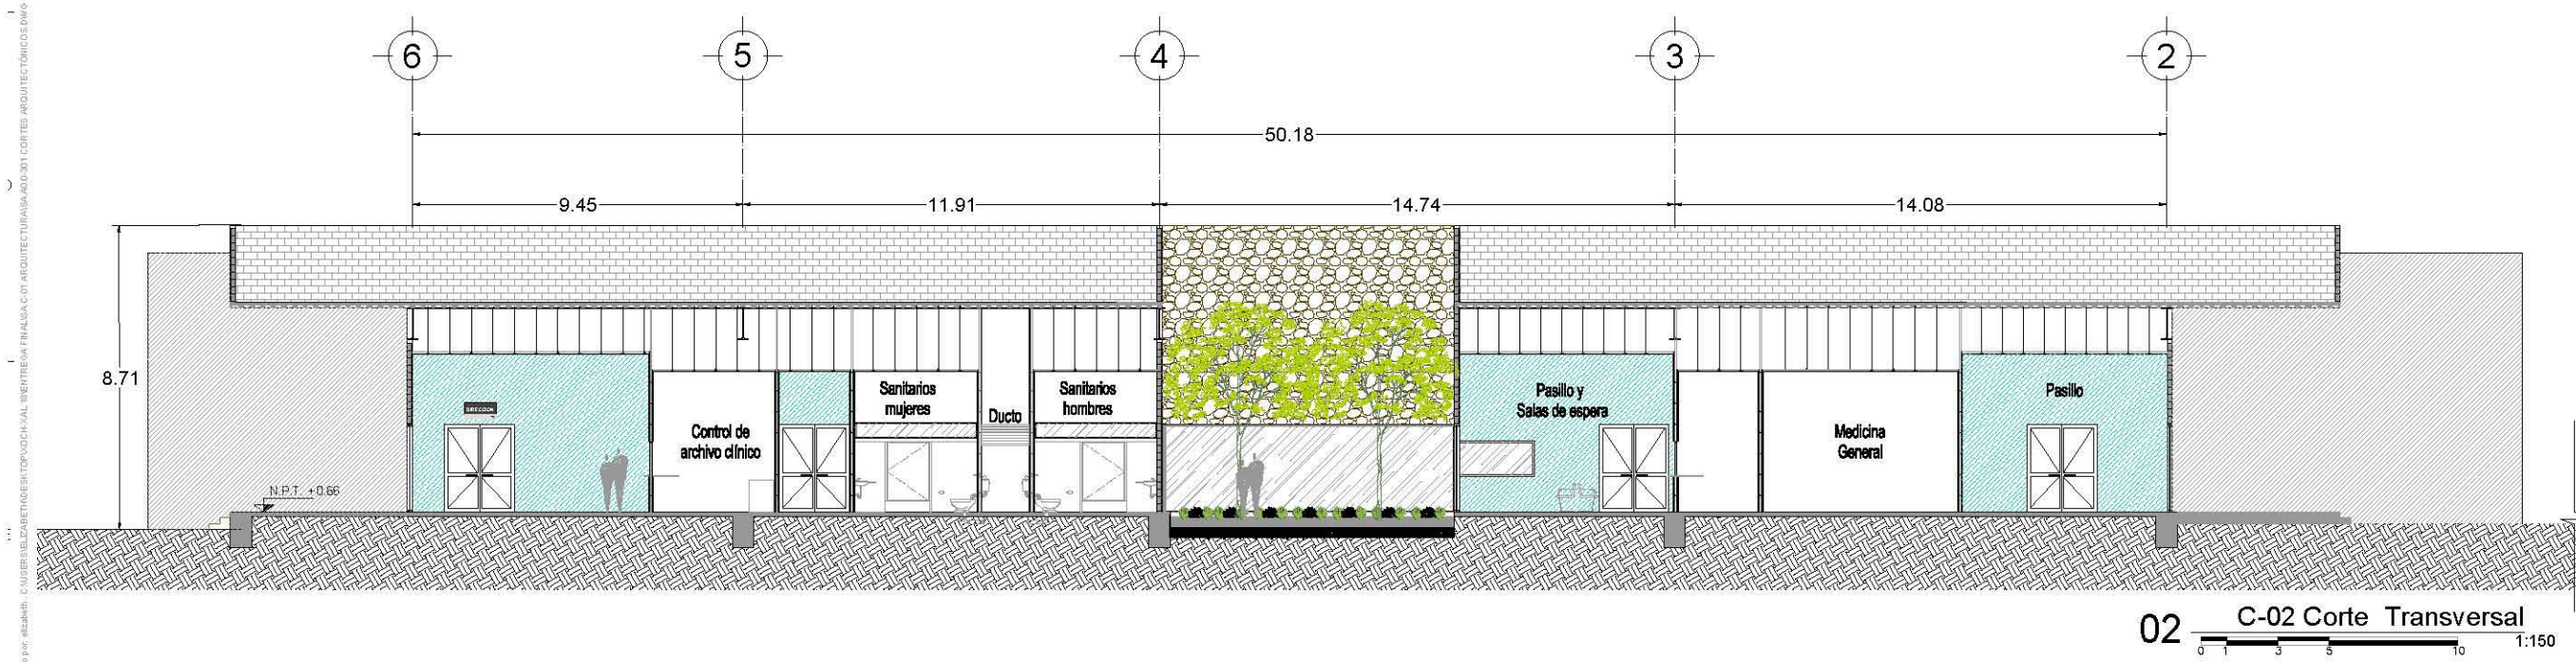 6
5
4
3
2
50.18
9.45
11.91
14.74
14.08
8.71
DIRECCION
Sanitarios
mujeres
Ducto
Sanitarios
hombres
Control de
archivo clínico
Pasillo y
Salas de espera
Medicina
General
Pasillo
N.P.T. +0.66
02
C-02 Corte Transversal
1:150
0 1 3 5 10